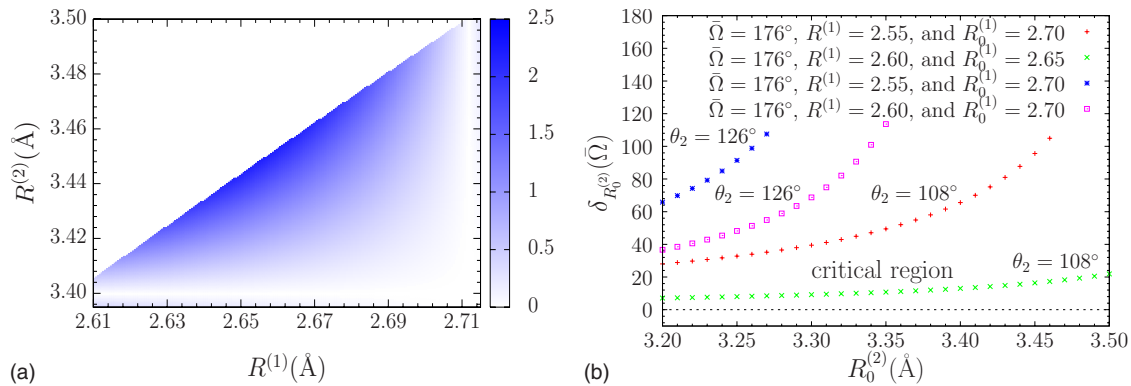 3.50
3.48
3.46
3.44
3.42
3.40
R^(2)(Å)
2.61 2.63 2.65 2.67 2.69 2.71
R^(1)(Å)
2.5
2
1.5
1
0.5
0
(a)
180
160
140
120
100
80
60
40
20
0
δ_{R_0^{(2)}}(Ω̄)
Ω̄ = 176°, R^(1) = 2.55, and R_0^(1) = 2.70
Ω̄ = 176°, R^(1) = 2.60, and R_0^(1) = 2.65
Ω̄ = 176°, R^(1) = 2.55, and R_0^(1) = 2.70
Ω̄ = 176°, R^(1) = 2.60, and R_0^(1) = 2.70
θ₂ = 126°
θ₂ = 126°
θ₂ = 108°
θ₂ = 108°
critical region
3.20 3.25 3.30 3.35 3.40 3.45 3.50
R_0^(2)(Å)
(b)